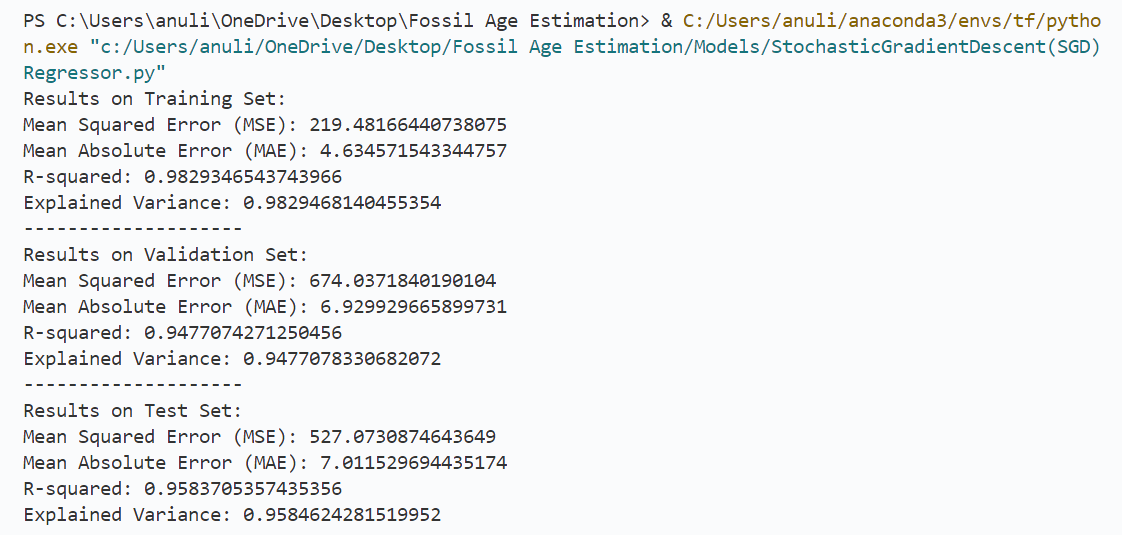 PS C:\Users\anuli\OneDrive\Desktop\Fossil Age Estimation> & C:/Users/anuli/anaconda3/envs/tf/pytho
n.exe "c:/Users/anuli/OneDrive/Desktop/Fossil Age Estimation/Models/StochasticGradientDescent(SGD)
Regressor.py"
Results on Training Set:
Mean Squared Error (MSE): 219.48166440738075
Mean Absolute Error (MAE): 4.634571543344757
R-squared: 0.9829346543743966
Explained Variance: 0.9829468140455354
--------------------
Results on Validation Set:
Mean Squared Error (MSE): 674.0371840190104
Mean Absolute Error (MAE): 6.929929665899731
R-squared: 0.9477074271250456
Explained Variance: 0.9477078330682072
--------------------
Results on Test Set:
Mean Squared Error (MSE): 527.0730874643649
Mean Absolute Error (MAE): 7.011529694435174
R-squared: 0.9583705357435356
Explained Variance: 0.9584624281519952